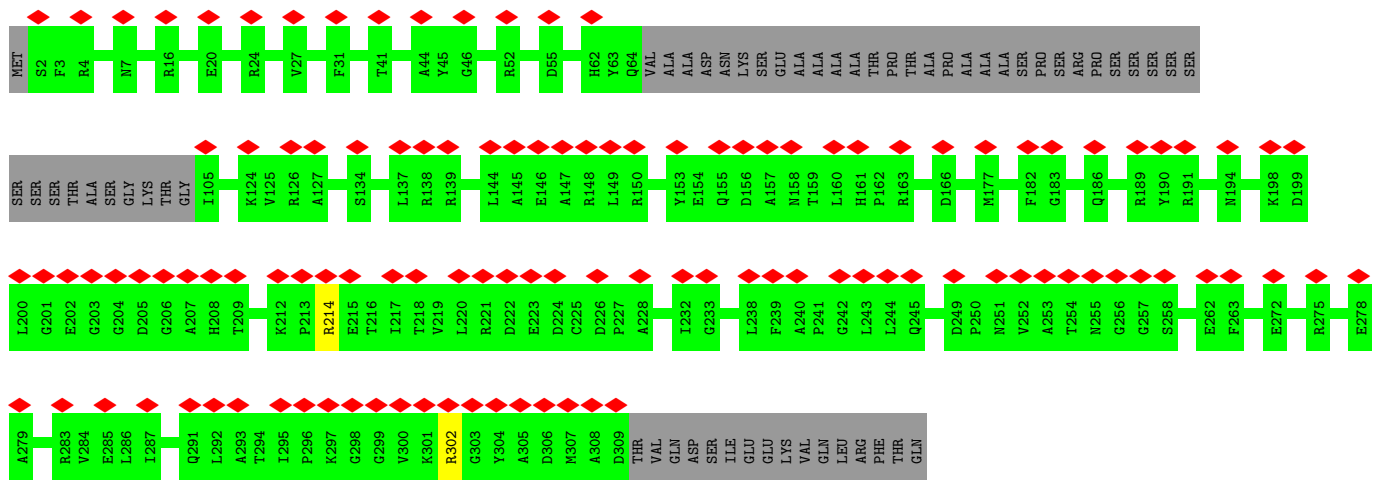 MET S2 F3 R4 N7 R16 E20 R24 V27 F31 T41 A44 Y45 G46 R52 D55 H62 Y63 Q64 VAL ALA ALA ASP ASN LYS SER GLU ALA ALA ALA ALA THR PRO THR ALA PRO ALA ALA ALA SER PRO SER ARG PRO SER SER SER SER SER
SER SER SER THR ALA SER GLY LYS THR GLY I105 K124 V125 R126 A127 S134 L137 R138 R139 L144 A145 E146 A147 R148 L149 R150 Y153 E154 Q155 D156 A157 N158 T159 L160 H161 P162 R163 D166 M177 F182 G183 Q186 R189 Y190 R191 N194 K198 D199
L200 G201 E202 G203 G204 D205 G206 A207 H208 T209 K212 P213 R214 E215 T216 I217 T218 V219 L220 R221 D222 E223 D224 C225 D226 P227 A228 I232 G233 L238 F239 A240 P241 G242 L243 L244 Q245 D249 P250 N251 V252 A253 T254 N255 G256 G257 S258 E262 F263 E272 R275 E278
A279 R283 V284 E285 L286 I287 Q291 L292 A293 T294 I295 P296 K297 G298 G299 V300 K301 R302 G303 Y304 A305 D306 M307 A308 D309 THR VAL GLN ASP SER ILE GLU GLU LYS VAL GLN LEU ARG PHE THR GLN